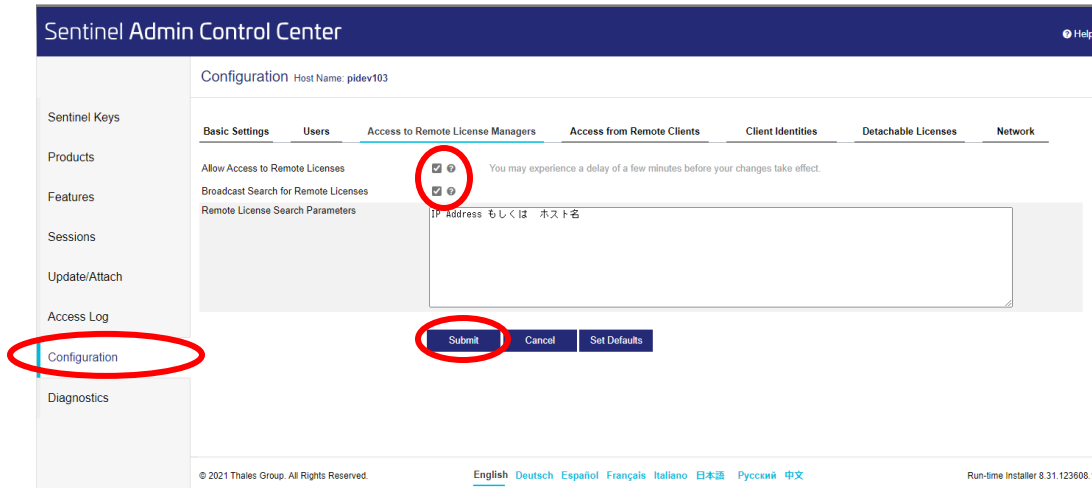 Sentinel Admin Control Center
Help
Configuration Host Name: pidev103
Sentinel Keys
Products
Features
Sessions
Update/Attach
Access Log
Configuration
Diagnostics
Basic Settings Users Access to Remote License Managers Access from Remote Clients Client Identities Detachable Licenses Network
Allow Access to Remote Licenses You may experience a delay of a few minutes before your changes take effect.
Broadcast Search for Remote Licenses
Remote License Search Parameters IP Address もしくは ホスト名
Submit Cancel Set Defaults
© 2021 Thales Group. All Rights Reserved. English Deutsch Español Français Italiano 日本語 Русский 中文 Run-time Installer 8.31.123608.